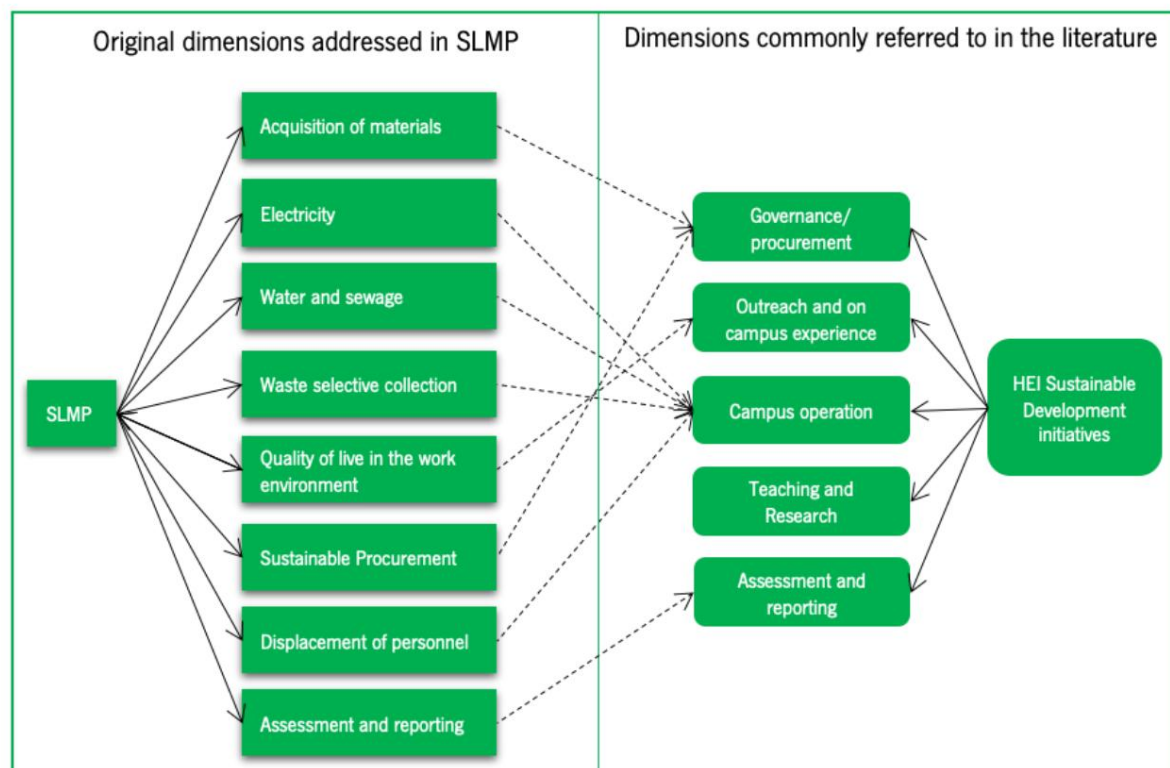 Original dimensions addressed in SLMP
Dimensions commonly referred to in the literature
SLMP
Acquisition of materials
Electricity
Water and sewage
Waste selective collection
Quality of live in the work
environment
Sustainable Procurement
Displacement of personnel
Assessment and reporting
Governance/
procurement
Outreach and on
campus experience
Campus operation
Teaching and
Research
Assessment and
reporting
HEI Sustainable
Development
initiatives